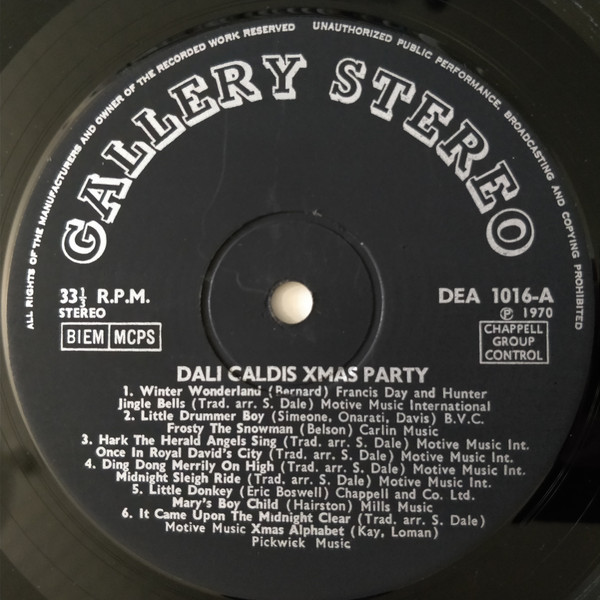 ALL RIGHTS OF THE MANUFACTURERS AND OWNER OF THE RECORDED WORK RESERVED UNAUTHORIZED PUBLIC PERFORMANCE, BROADCASTING AND COPYING PROHIBITED
GALLERY STEREO
33⅓ R.P.M.
STEREO
BIEM MCPS
DEA 1016-A
Ⓟ 1970
CHAPPELL
GROUP
CONTROL
DALI CALDIS XMAS PARTY
1. Winter Wonderland (Bernard) Francis Day and Hunter
Jingle Bells (Trad. arr. S. Dale) Motive Music International
2. Little Drummer Boy (Simeone, Onarati, Davis) B.V.C.
Frosty The Snowman (Belson) Carlin Music
3. Hark The Herald Angels Sing (Trad. arr. S. Dale) Motive Music Int.
Once In Royal David's City (Trad. arr. S. Dale) Motive Music Int.
4. Ding Dong Merrily On High (Trad. arr. S. Dale) Motive Music Int.
Midnight Sleigh Ride (Trad. arr. S. Dale) Motive Music Int.
5. Little Donkey (Eric Boswell) Chappell and Co. Ltd.
Mary's Boy Child (Hairston) Mills Music
6. It Came Upon The Midnight Clear (Trad. arr. S. Dale)
Motive Music Xmas Alphabet (Kay, Loman)
Pickwick Music